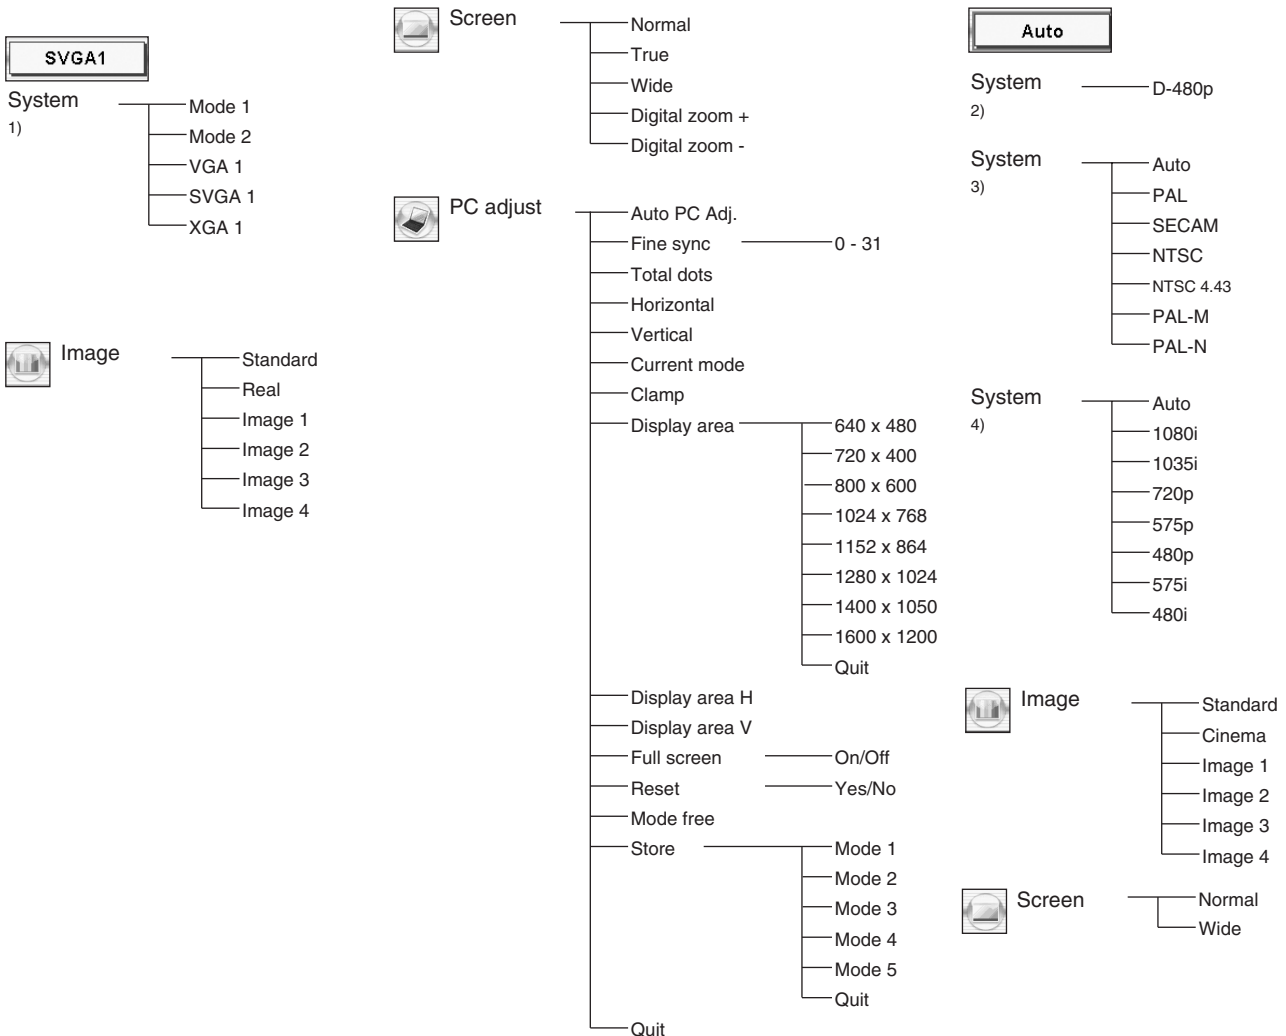 SVGA1
System
1)
Mode 1
Mode 2
VGA 1
SVGA 1
XGA 1
Image
Standard
Real
Image 1
Image 2
Image 3
Image 4
Screen
Normal
True
Wide
Digital zoom +
Digital zoom -
PC adjust
Auto PC Adj.
Fine sync
0 - 31
Total dots
Horizontal
Vertical
Current mode
Clamp
Display area
640 x 480
720 x 400
800 x 600
1024 x 768
1152 x 864
1280 x 1024
1400 x 1050
1600 x 1200
Quit
Display area H
Display area V
Full screen
On/Off
Reset
Yes/No
Mode free
Store
Mode 1
Mode 2
Mode 3
Mode 4
Mode 5
Quit
Quit
Auto
System
2)
D-480p
System
3)
Auto
PAL
SECAM
NTSC
NTSC 4.43
PAL-M
PAL-N
System
4)
Auto
1080i
1035i
720p
575p
480p
575i
480i
Image
Standard
Cinema
Image 1
Image 2
Image 3
Image 4
Screen
Normal
Wide